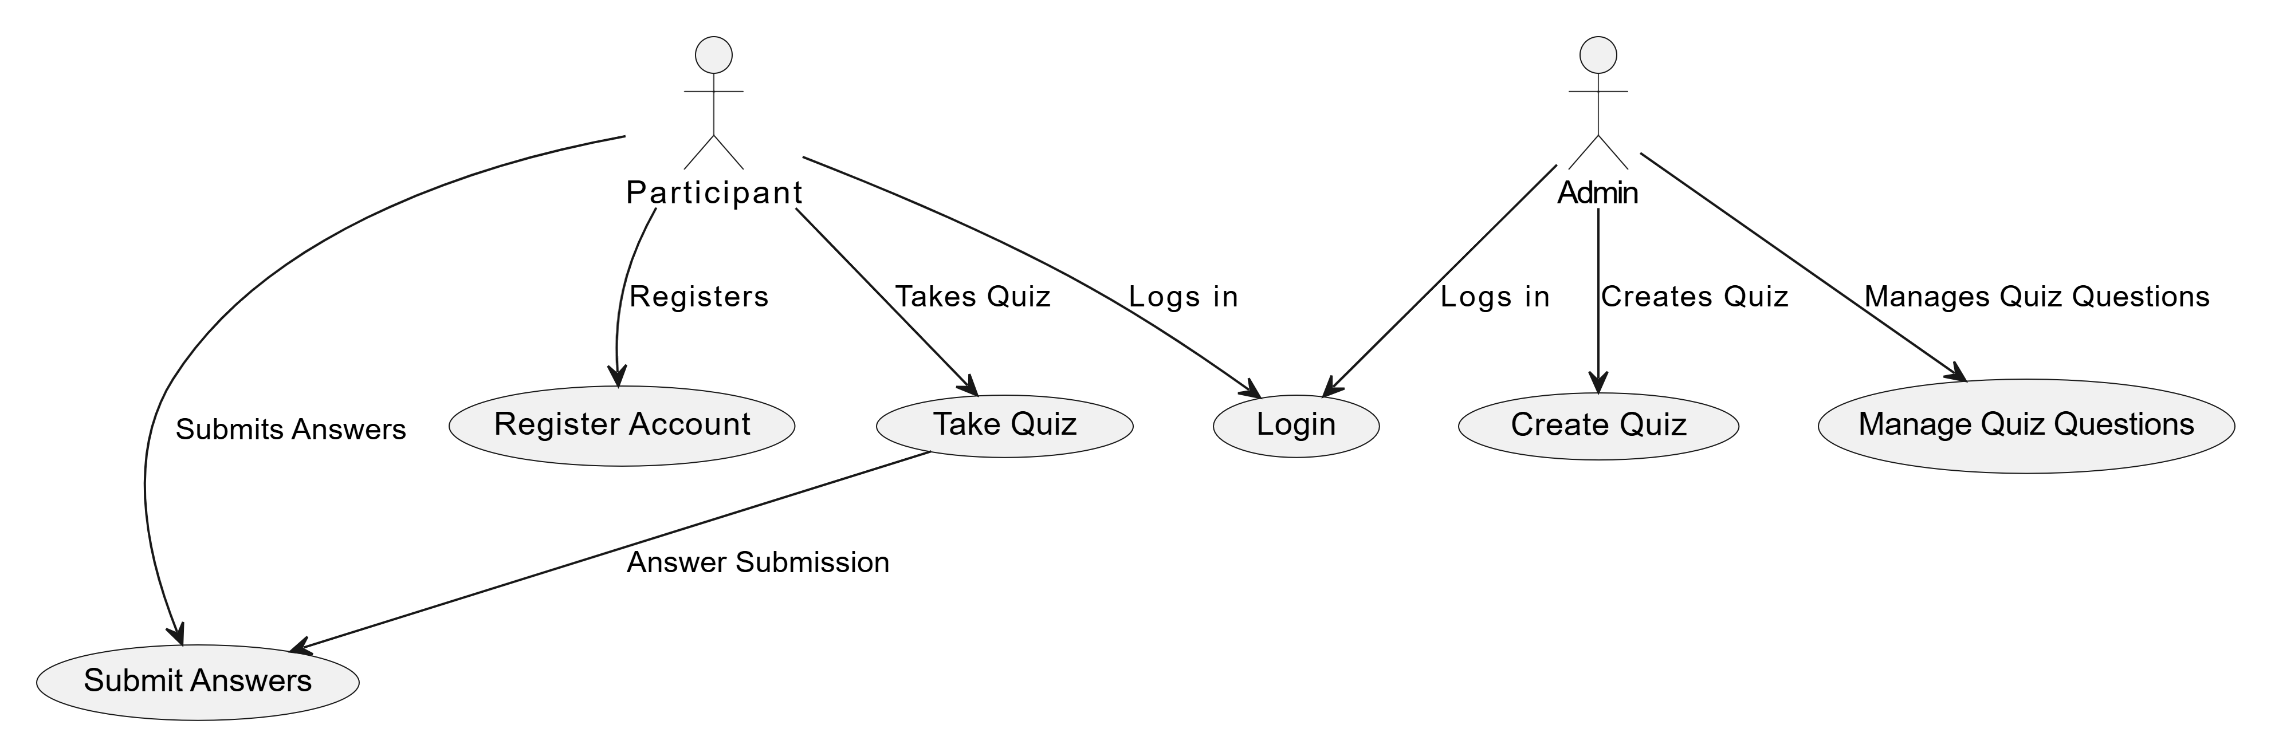 Participant
Admin
Registers
Takes Quiz
Logs in
Logs in
Creates Quiz
Manages Quiz Questions
Submits Answers
Register Account
Take Quiz
Login
Create Quiz
Manage Quiz Questions
Answer Submission
Submit Answers